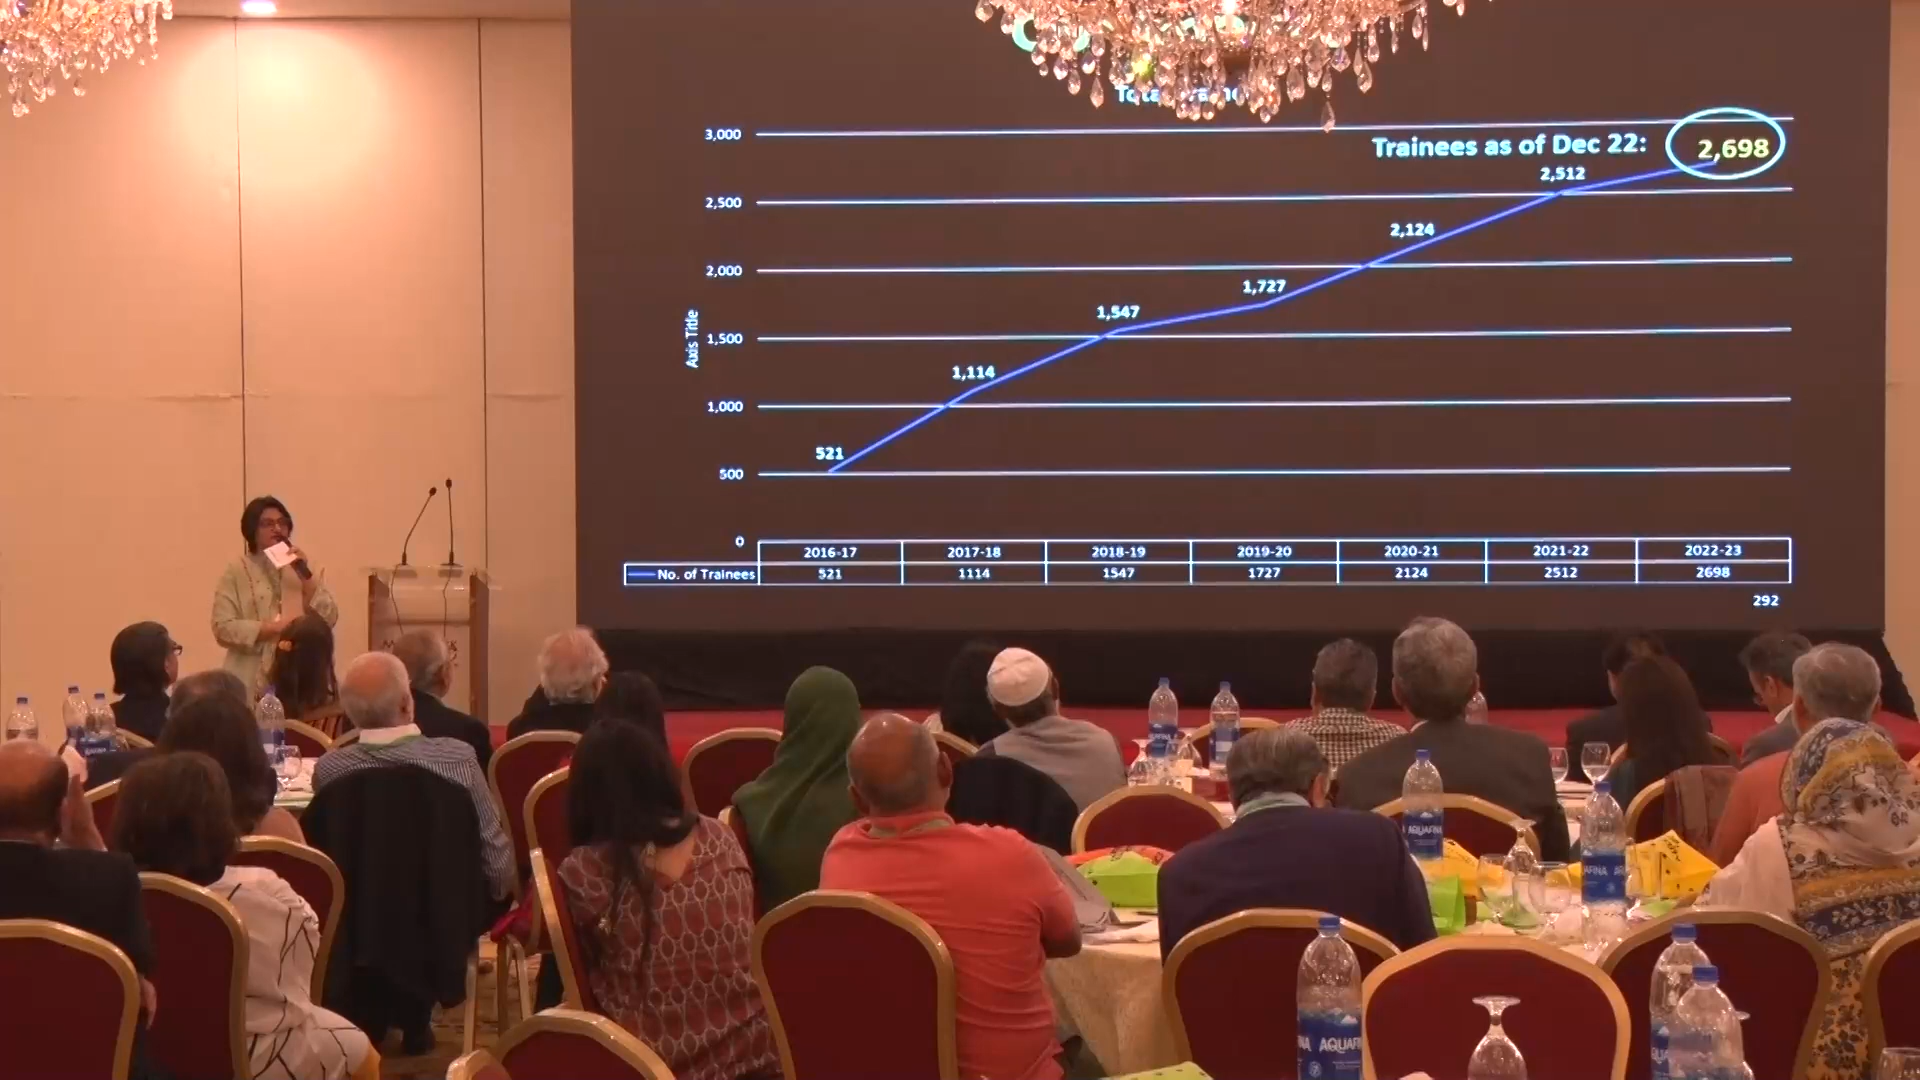 Trainees as of Dec 22: 2,698
3,000
2,500
2,000
1,500
1,000
500
0
Axis Title
521
1,114
1,547
1,727
2,124
2,512
2016-17 2017-18 2018-19 2019-20 2020-21 2021-22 2022-23
No. of Trainees 521 1114 1547 1727 2124 2512 2698
292
AQUAFINA